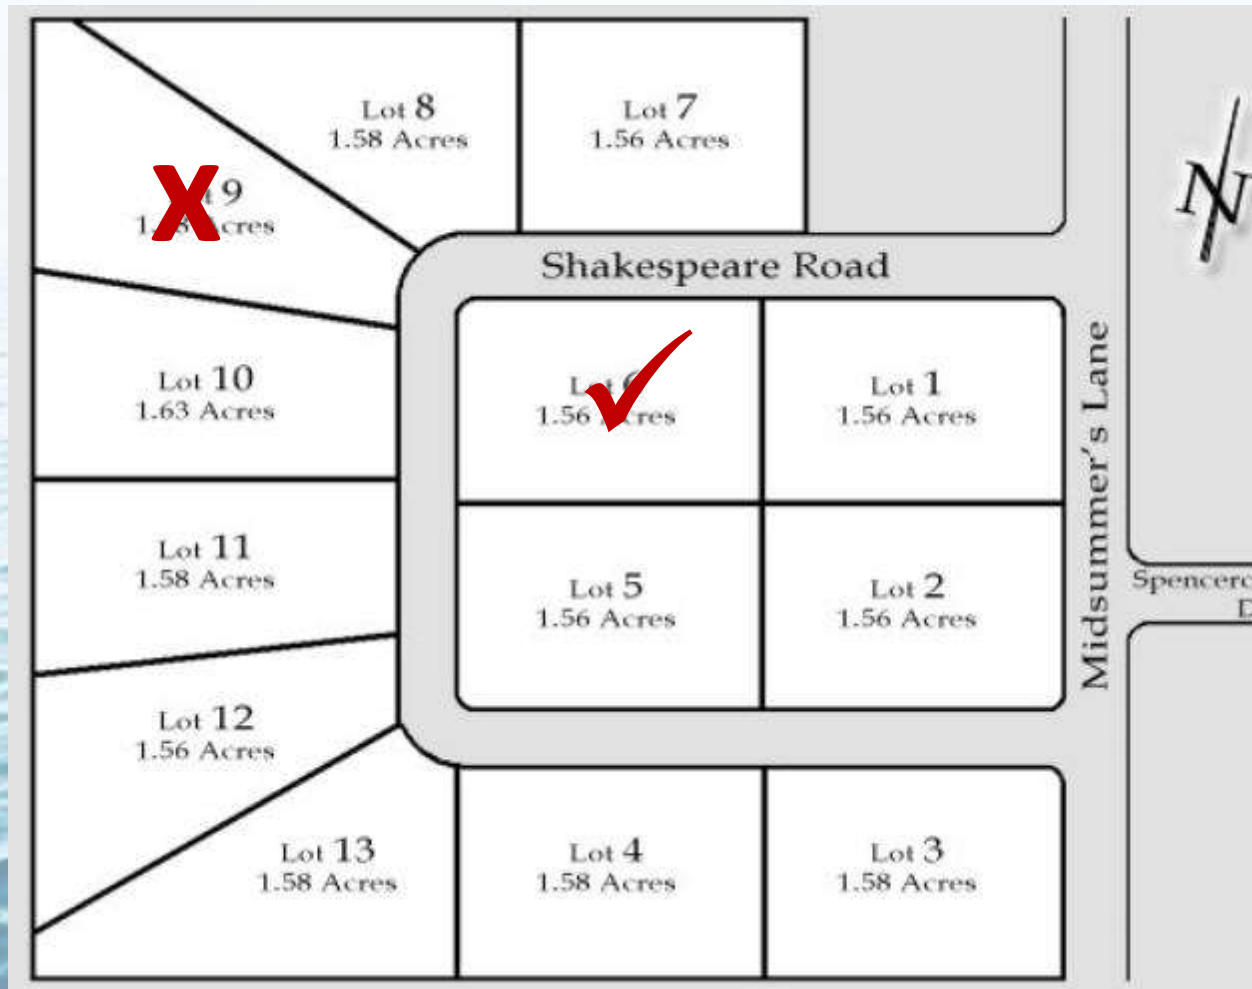 Lot 8
1.58 Acres
Lot 7
1.56 Acres
9
Shakespeare Road
Lot 10
1.63 Acres
1.56
Lot 1
1.56 Acres
Midsummer's Lane
N
Lot 11
1.58 Acres
Lot 5
1.56 Acres
Lot 2
1.56 Acres
Lot 12
1.56 Acres
Lot 13
1.58 Acres
Lot 4
1.58 Acres
Lot 3
1.58 Acres